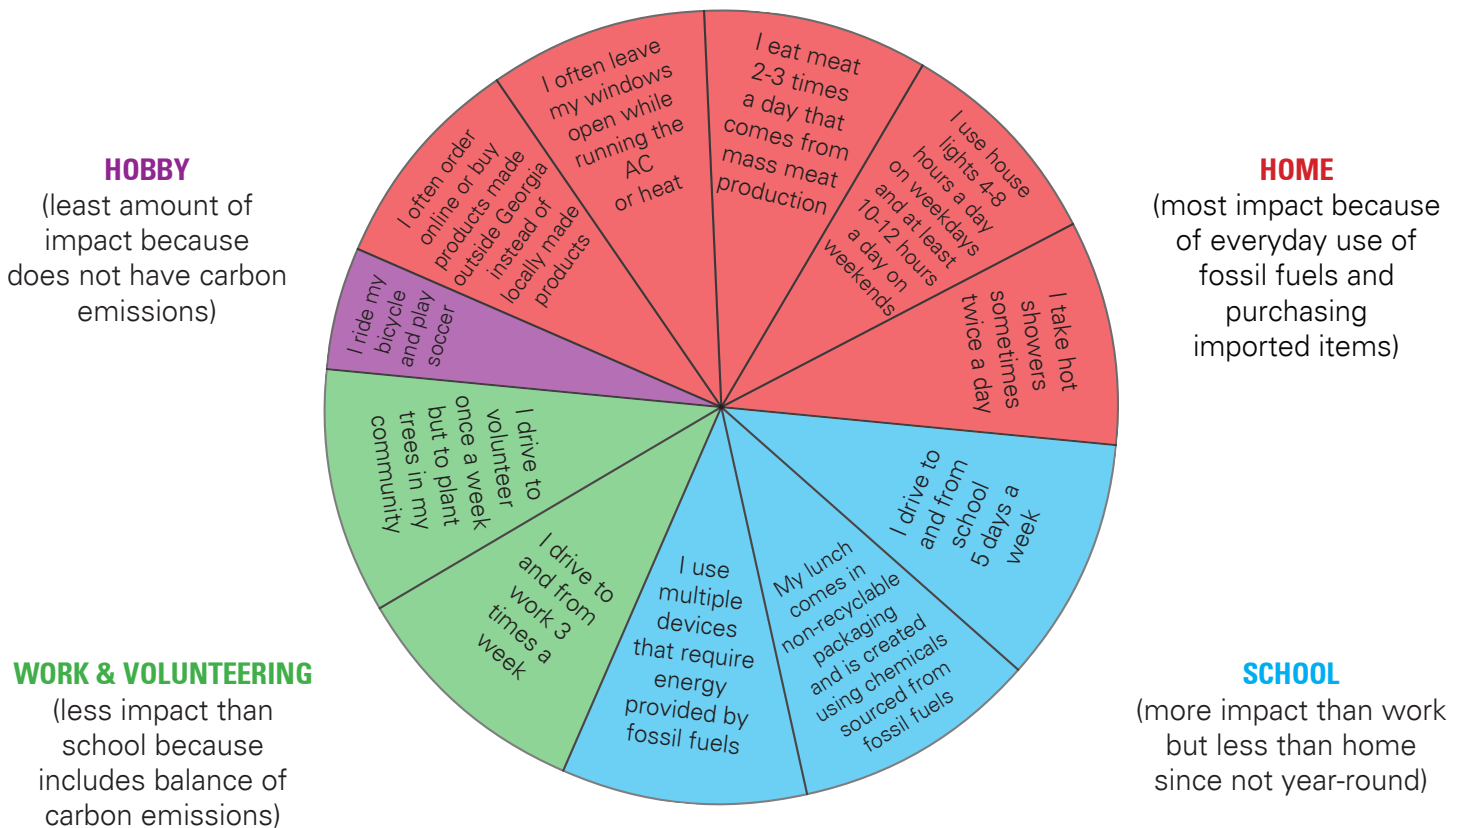 HOBBY
(least amount of
impact because
does not have carbon
emissions)
I often order
online or buy
products made
outside Georgia
instead of
locally made
products
I often leave
my windows
open while
running the
AC
or heat
I eat meat
2-3 times
a day that
comes from
mass meat
production
I use house
lights 4-8
hours a day
on weekdays
and at least
10-12 hours
a day on
weekends
I take hot
showers
sometimes
twice a day
HOME
(most impact because
of everyday use of
fossil fuels and
purchasing
imported items)
I ride my
bicycle
and play
soccer
I drive to
volunteer
once a week
but to plant
trees in my
community
I drive to
and from
work 3
times a
week
I use
multiple
devices
that require
energy
provided by
fossil fuels
My lunch
comes in
non-recyclable
packaging
and is created
using chemicals
sourced from
fossil fuels
I drive to
and from
school
5 days a
week
WORK & VOLUNTEERING
(less impact than
school because
includes balance of
carbon emissions)
SCHOOL
(more impact than work
but less than home
since not year-round)